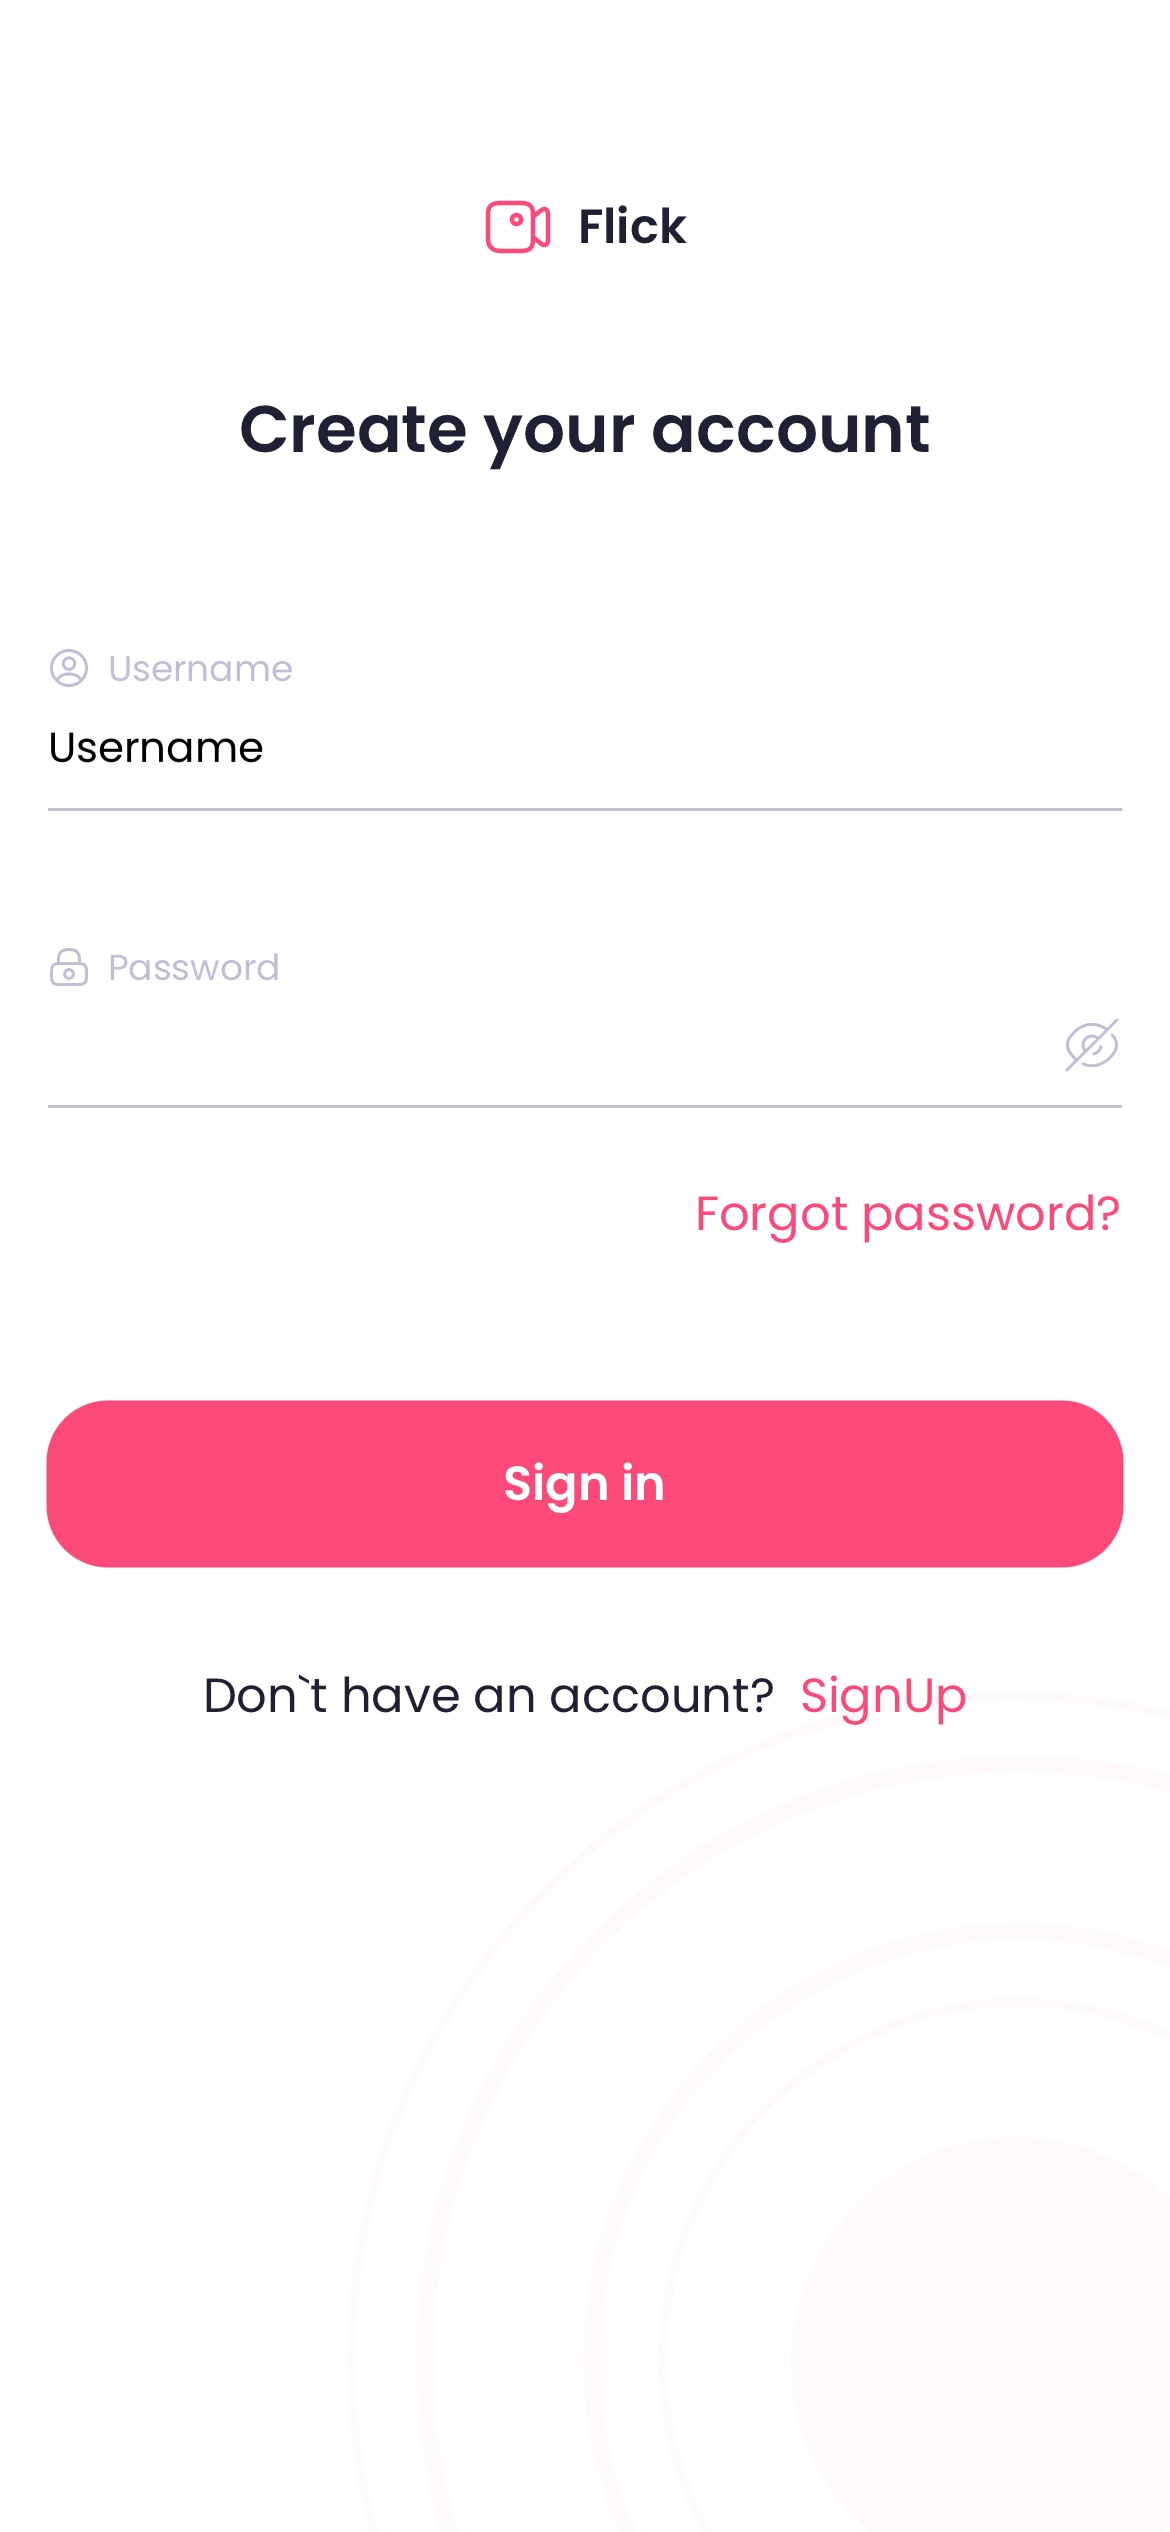 Flick
Create your account
Username
Username
Password
Forgot password?
Sign in
Don`t have an account? SignUp